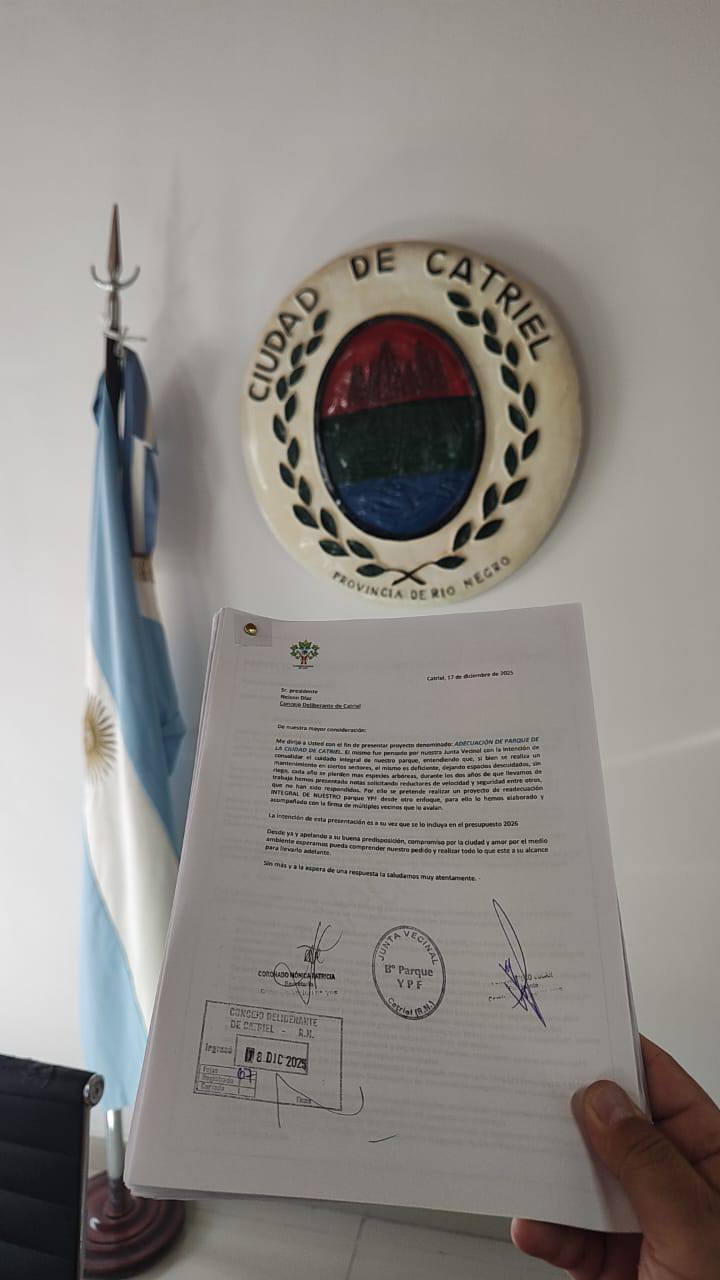 CIUDAD DE CATRIEL
PROVINCIA DE RIO NEGRO
Catriel, 17 de diciembre de 2025
Sr. presidente
Nelson Díaz
Concejo Deliberante de Catriel
De nuestra mayor consideración:
Me dirijo a Usted con el fin de presentar proyecto denominado: ADECUACIÓN DE PARQUE DE
LA CIUDAD DE CATRIEL. El mismo fue pensado por nuestra Junta Vecinal con la intención de
consolidar el cuidado integral de nuestro parque, entendiendo que, si bien se realiza un
mantenimiento en ciertos sectores, el mismo es deficiente, dejando espacios descuidados, sin
riego, cada año se pierden mas especies arbóreas, durante los dos años de que llevamos de
trabajo hemos presentado notas solicitando reductores de velocidad y seguridad entre otros,
que no han sido respondidos. Por ello se pretende realizar un proyecto de readecuación
INTEGRAL DE NUESTRO parque YPF desde otro enfoque, para ello lo hemos elaborado y
acompañado con la firma de múltiples vecinos que lo avalan.
La intención de esta presentación es a su vez que se lo incluya en el presupuesto 2026
Desde ya y apelando a su buena predisposición, compromiso por la ciudad y amor por el medio
ambiente esperamos pueda comprender nuestro pedido y realizar todo lo que este a su alcance
para llevarlo adelante.
Sin más y a la espera de una respuesta la saludamos muy atentamente. -
CORONADO MÓNICA PATRICIA
JUNTA VECINAL
Bº Parque
YPF
Catriel (R.N.)
CONCEJO DELIBERANTE
DE CATRIEL - R.N.
Ingresó
18 DIC 2025
Fojas 07
Registrado
Firma